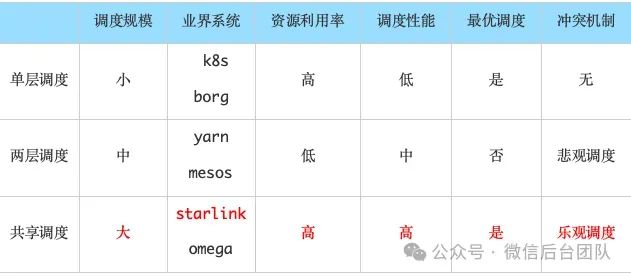 调度规模 业界系统 资源利用率 调度性能 最优调度 冲突机制
单层调度 小 k8s borg 高 低 是 无
两层调度 中 yarn mesos 低 中 否 悲观调度
共享调度 大 starlink omega 高 高 是 乐观调度
公众号 · 微信后台团队